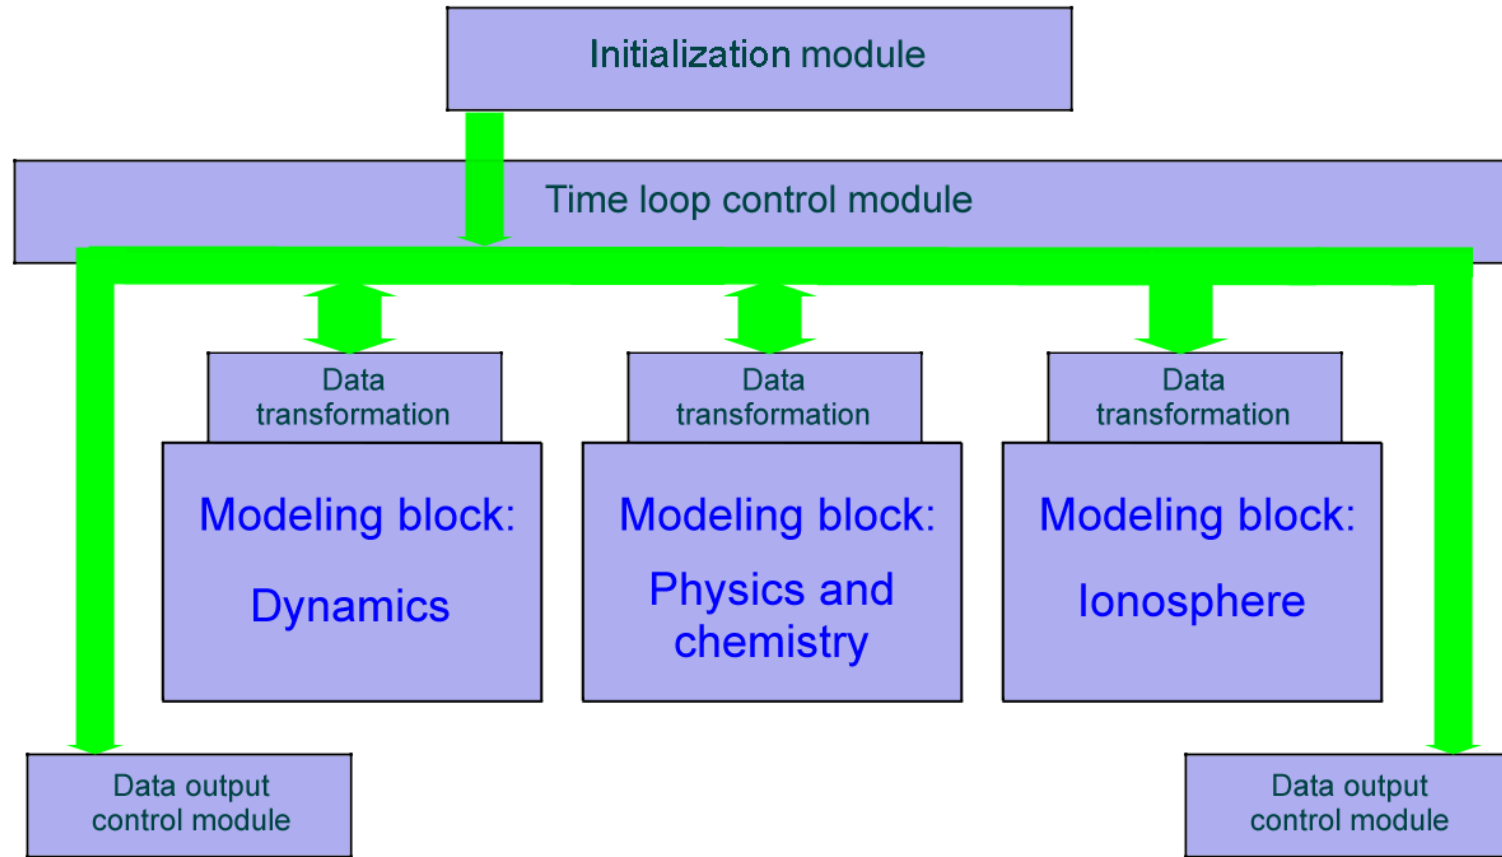 Initialization module
Time loop control module
Data
transformation
Modeling block:
Dynamics
Data
transformation
Modeling block:
Physics and
chemistry
Data
transformation
Modeling block:
Ionosphere
Data output
control module
Data output
control module